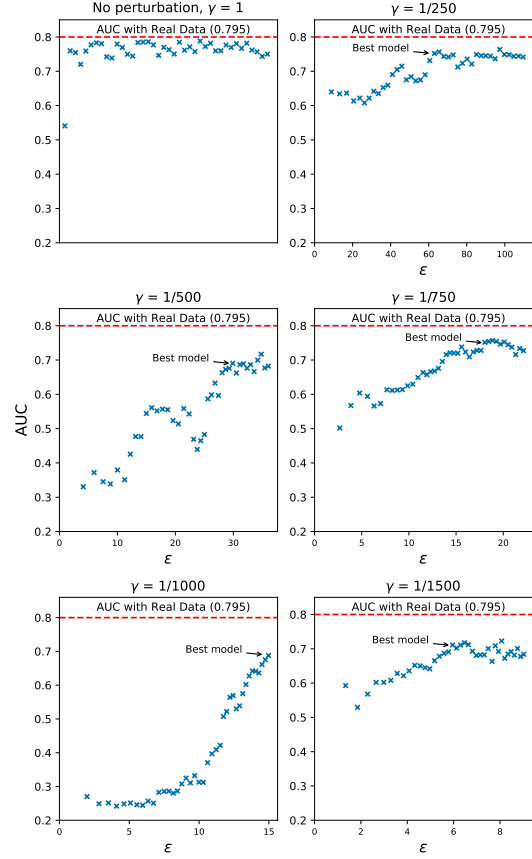 No perturbation, γ = 1
AUC with Real Data (0.795)
0.8
0.7
0.6
0.5
0.4
0.3
0.2
γ = 1/250
AUC with Real Data (0.795)
Best model
0.8
0.7
0.6
0.5
0.4
0.3
0.2
0 20 40 60 80 100
ε
γ = 1/500
AUC with Real Data (0.795)
Best model
0.8
0.7
0.6
0.5
0.4
0.3
0.2
0 10 20 30
ε
AUC
γ = 1/750
AUC with Real Data (0.795)
Best model
0.8
0.7
0.6
0.5
0.4
0.3
0.2
0 5 10 15 20
ε
γ = 1/1000
AUC with Real Data (0.795)
Best model
0.8
0.7
0.6
0.5
0.4
0.3
0.2
0 5 10 15
ε
γ = 1/1500
AUC with Real Data (0.795)
Best model
0.8
0.7
0.6
0.5
0.4
0.3
0.2
0 2 4 6 8
ε